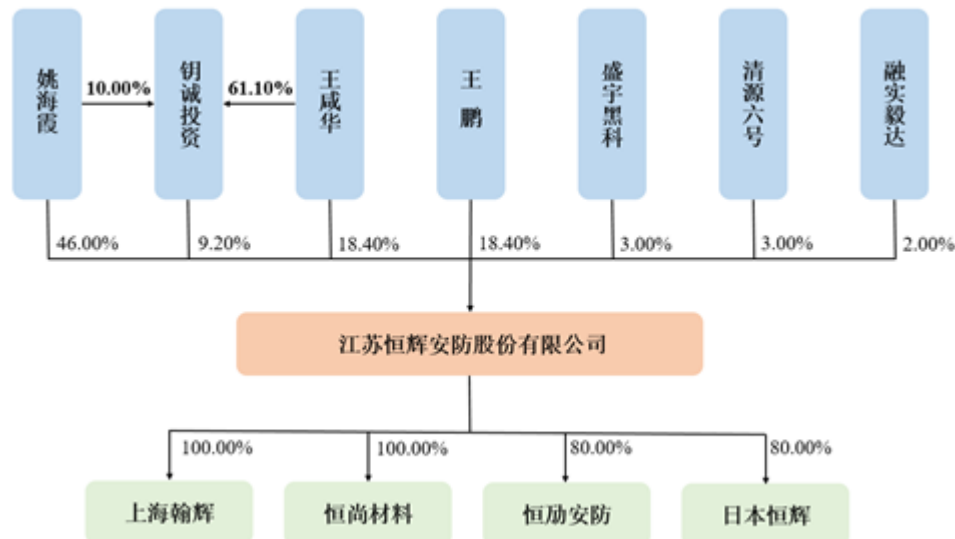 姚海霞
10.00%
钥诚投资
61.10%
王咸华
王 鹏
盛宇黑科
清源六号
融实毅达
46.00%
9.20%
18.40%
18.40%
3.00%
3.00%
2.00%
江苏恒辉安防股份有限公司
100.00%
100.00%
80.00%
80.00%
上海翰辉
恒尚材料
恒劢安防
日本恒辉